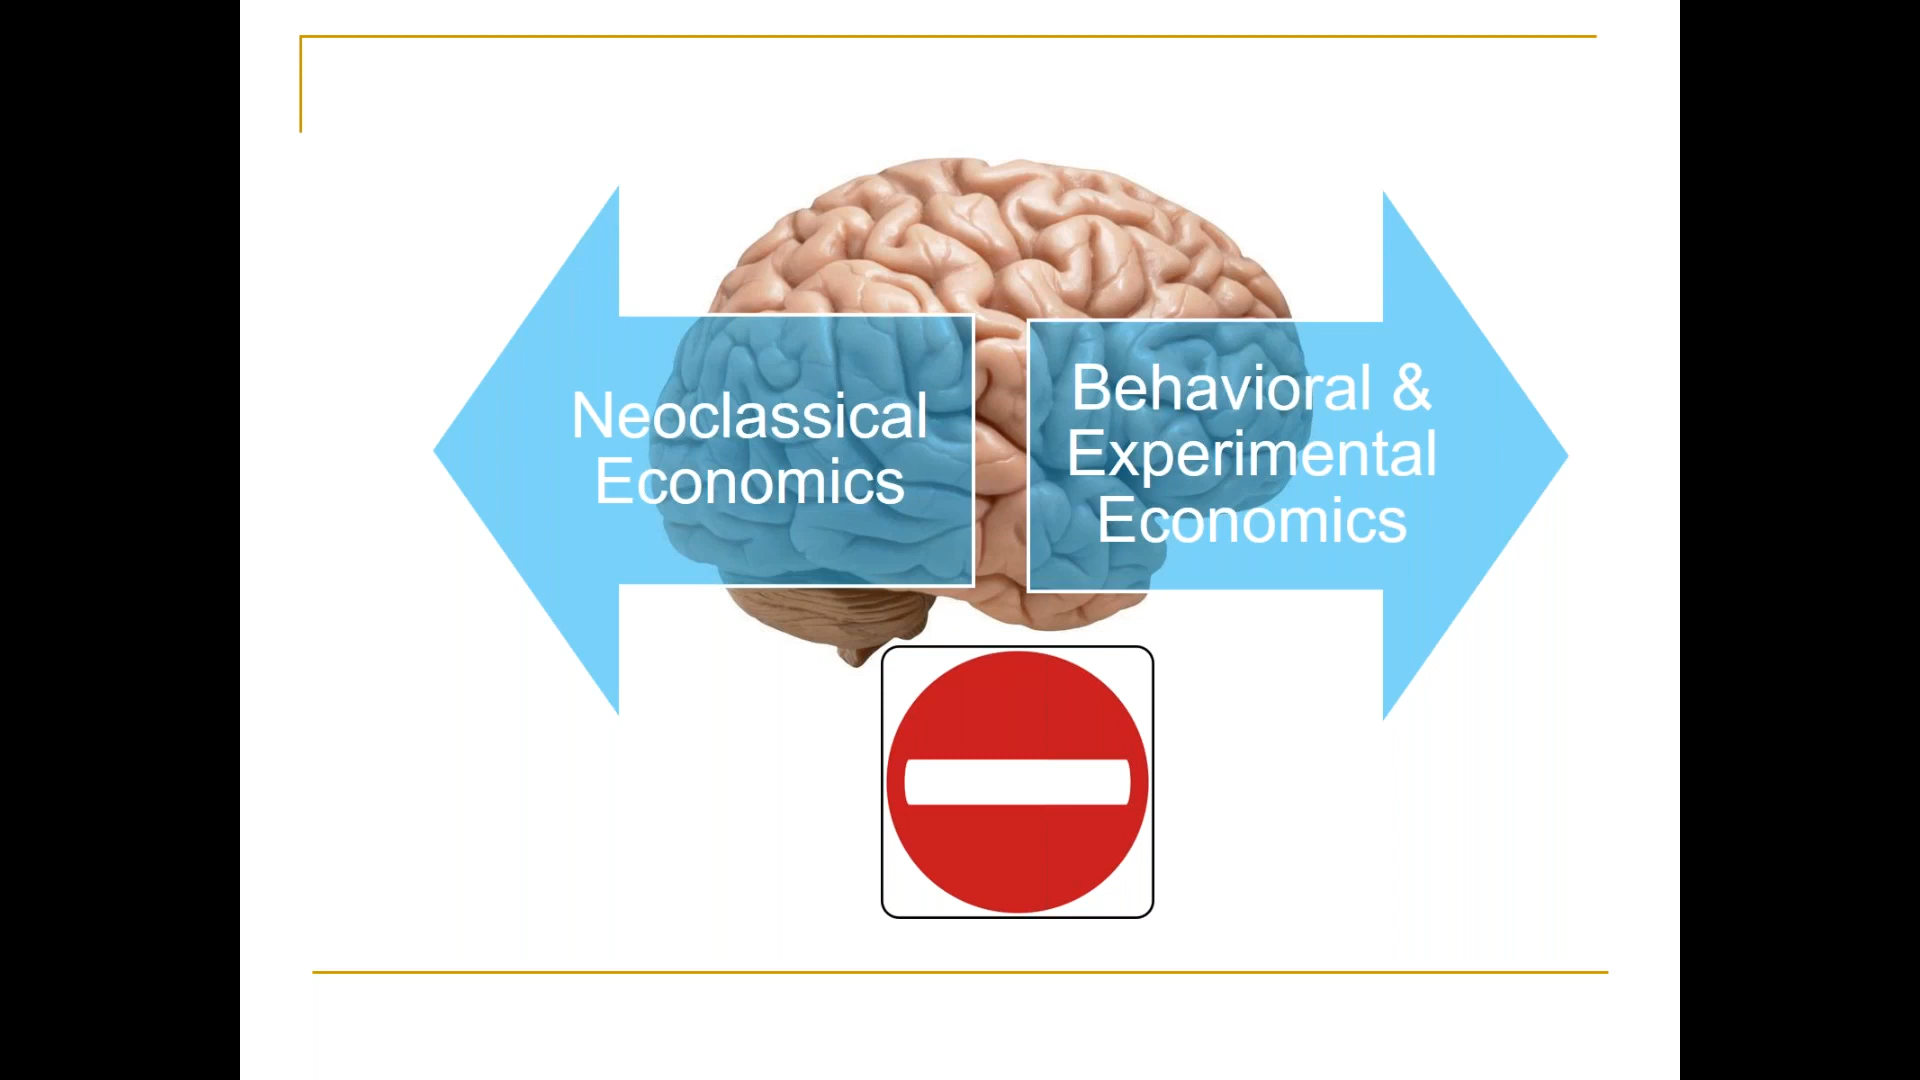 Neoclassical
Economics
Behavioral &
Experimental
Economics